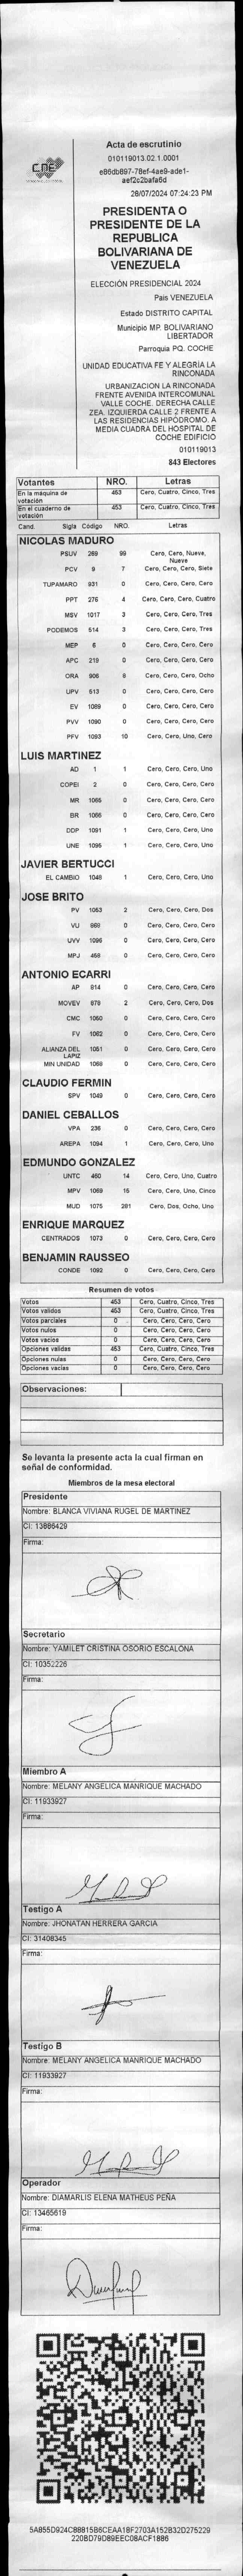 CNE
Acta de escrutinio
010119013.02.1.0001
e86db897-78ef-4ae9-ade1-
aef2c2bafa6d
28/07/2024 07:24:23 PM
PRESIDENTA O
PRESIDENTE DE LA
REPUBLICA
BOLIVARIANA DE
VENEZUELA
ELECCIÓN PRESIDENCIAL 2024
Pais VENEZUELA
Estado DISTRITO CAPITAL
Municipio MP. BOLIVARIANO
LIBERTADOR
Parroquia PQ. COCHE
UNIDAD EDUCATIVA FE Y ALEGRIA LA
RINCONADA
URBANIZACION LA RINCONADA
FRENTE AVENIDA INTERCOMUNAL
VALLE COCHE. DERECHA CALLE
ZEA. IZQUIERDA CALLE 2 FRENTE A
LAS RESIDENCIAS HIPODROMO. A
MEDIA CUADRA DEL HOSPITAL DE
COCHE EDIFICIO
010119013
843 Electores
Votantes NRO. Letras
En la máquina de votación 453 Cero, Cuatro, Cinco, Tres
En el cuaderno de votación 453 Cero, Cuatro, Cinco, Tres
Cand. Sigla Código NRO. Letras
NICOLAS MADURO
PSUV 269 99 Cero, Cero, Nueve, Nueve
PCV 9 7 Cero, Cero, Cero, Siete
TUPAMARO 931 0 Cero, Cero, Cero, Cero
PPT 276 4 Cero, Cero, Cero, Cuatro
MSV 1017 3 Cero, Cero, Cero, Tres
PODEMOS 514 3 Cero, Cero, Cero, Tres
MEP 6 0 Cero, Cero, Cero, Cero
APC 219 0 Cero, Cero, Cero, Cero
ORA 906 8 Cero, Cero, Cero, Ocho
UPV 513 0 Cero, Cero, Cero, Cero
EV 1089 0 Cero, Cero, Cero, Cero
PVV 1090 0 Cero, Cero, Cero, Cero
PFV 1093 10 Cero, Cero, Uno, Cero
LUIS MARTINEZ
AD 1 1 Cero, Cero, Cero, Uno
COPEI 2 0 Cero, Cero, Cero, Cero
MR 1065 0 Cero, Cero, Cero, Cero
BR 1066 0 Cero, Cero, Cero, Cero
DDP 1091 1 Cero, Cero, Cero, Uno
UNE 1095 1 Cero, Cero, Cero, Uno
JAVIER BERTUCCI
EL CAMBIO 1048 1 Cero, Cero, Cero, Uno
JOSE BRITO
PV 1053 2 Cero, Cero, Cero, Dos
VU 868 0 Cero, Cero, Cero, Cero
UVV 1096 0 Cero, Cero, Cero, Cero
MPJ 458 0 Cero, Cero, Cero, Cero
ANTONIO ECARRI
AP 814 0 Cero, Cero, Cero, Cero
MOVEV 879 2 Cero, Cero, Cero, Dos
CMC 1050 0 Cero, Cero, Cero, Cero
FV 1062 0 Cero, Cero, Cero, Cero
ALIANZA DEL LAPIZ 1051 0 Cero, Cero, Cero, Cero
MIN UNIDAD 1068 0 Cero, Cero, Cero, Cero
CLAUDIO FERMIN
SPV 1049 0 Cero, Cero, Cero, Cero
DANIEL CEBALLOS
VPA 236 0 Cero, Cero, Cero, Cero
AREPA 1094 1 Cero, Cero, Cero, Uno
EDMUNDO GONZALEZ
UNTC 460 14 Cero, Cero, Uno, Cuatro
MPV 1069 15 Cero, Cero, Uno, Cinco
MUD 1075 281 Cero, Dos, Ocho, Uno
ENRIQUE MARQUEZ
CENTRADOS 1073 0 Cero, Cero, Cero, Cero
BENJAMIN RAUSSEO
CONDE 1092 0 Cero, Cero, Cero, Cero
Resumen de votos
Votos 453 Cero, Cuatro, Cinco, Tres
Votos validos 453 Cero, Cuatro, Cinco, Tres
Votos parciales 0 Cero, Cero, Cero, Cero
Votos nulos 0 Cero, Cero, Cero, Cero
Votos vacios 0 Cero, Cero, Cero, Cero
Opciones validas 453 Cero, Cuatro, Cinco, Tres
Opciones nulas 0 Cero, Cero, Cero, Cero
Opciones vacias 0 Cero, Cero, Cero, Cero
Observaciones:
Se levanta la presente acta la cual firman en
señal de conformidad.
Miembros de la mesa electoral
Presidente
Nombre: BLANCA VIVIANA RUGEL DE MARTINEZ
CI: 13886429
Firma:
Secretario
Nombre: YAMILET CRISTINA OSORIO ESCALONA
CI: 10352226
Firma:
Miembro A
Nombre: MELANY ANGELICA MANRIQUE MACHADO
CI: 11933927
Firma:
Testigo A
Nombre: JHONATAN HERRERA GARCIA
CI: 31408345
Firma:
Testigo B
Nombre: MELANY ANGELICA MANRIQUE MACHADO
CI: 11933927
Firma:
Operador
Nombre: DIAMARLIS ELENA MATHEUS PEÑA
CI: 13465619
Firma:
5A855D924C88B15B6CEAA18F2703A152B32D275229
220BD79D89EEC08ACF1886